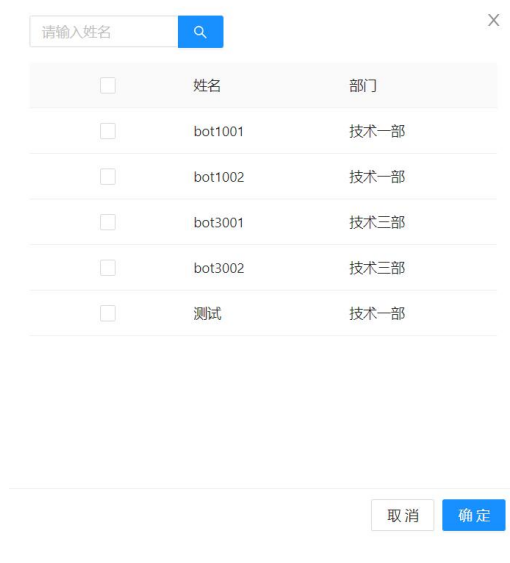 请输入姓名
姓名 部门
bot1001 技术一部
bot1002 技术一部
bot3001 技术三部
bot3002 技术三部
测试 技术一部
取消 确定